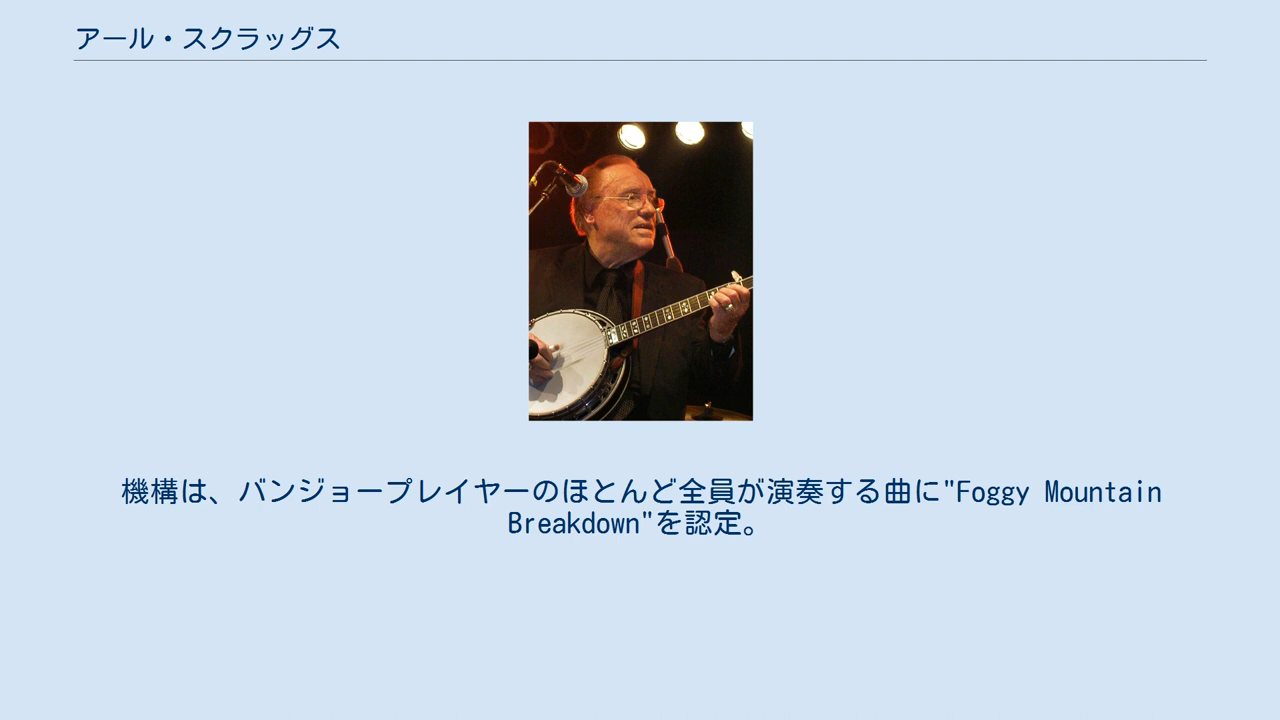 アール・スクラッグス
機構は、バンジョープレイヤーのほとんど全員が演奏する曲に"Foggy Mountain
Breakdown"を認定。